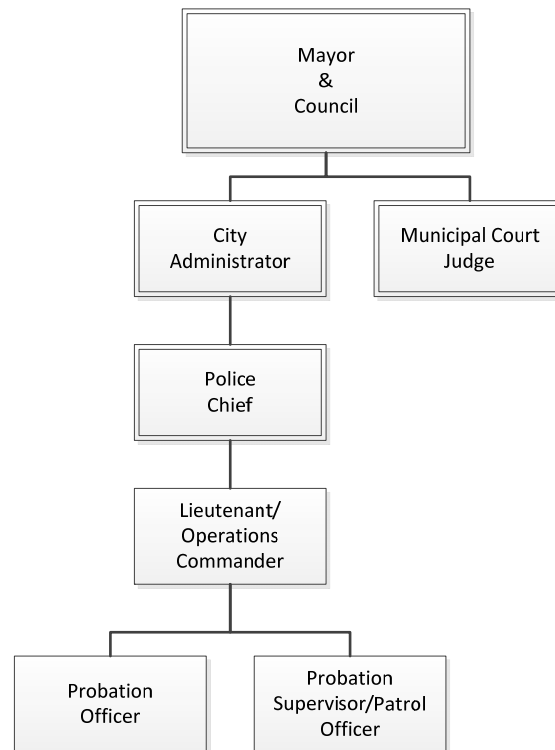 Mayor
&
Council
City
Administrator
Municipal Court
Judge
Police
Chief
Lieutenant/
Operations
Commander
Probation
Officer
Probation
Supervisor/Patrol
Officer